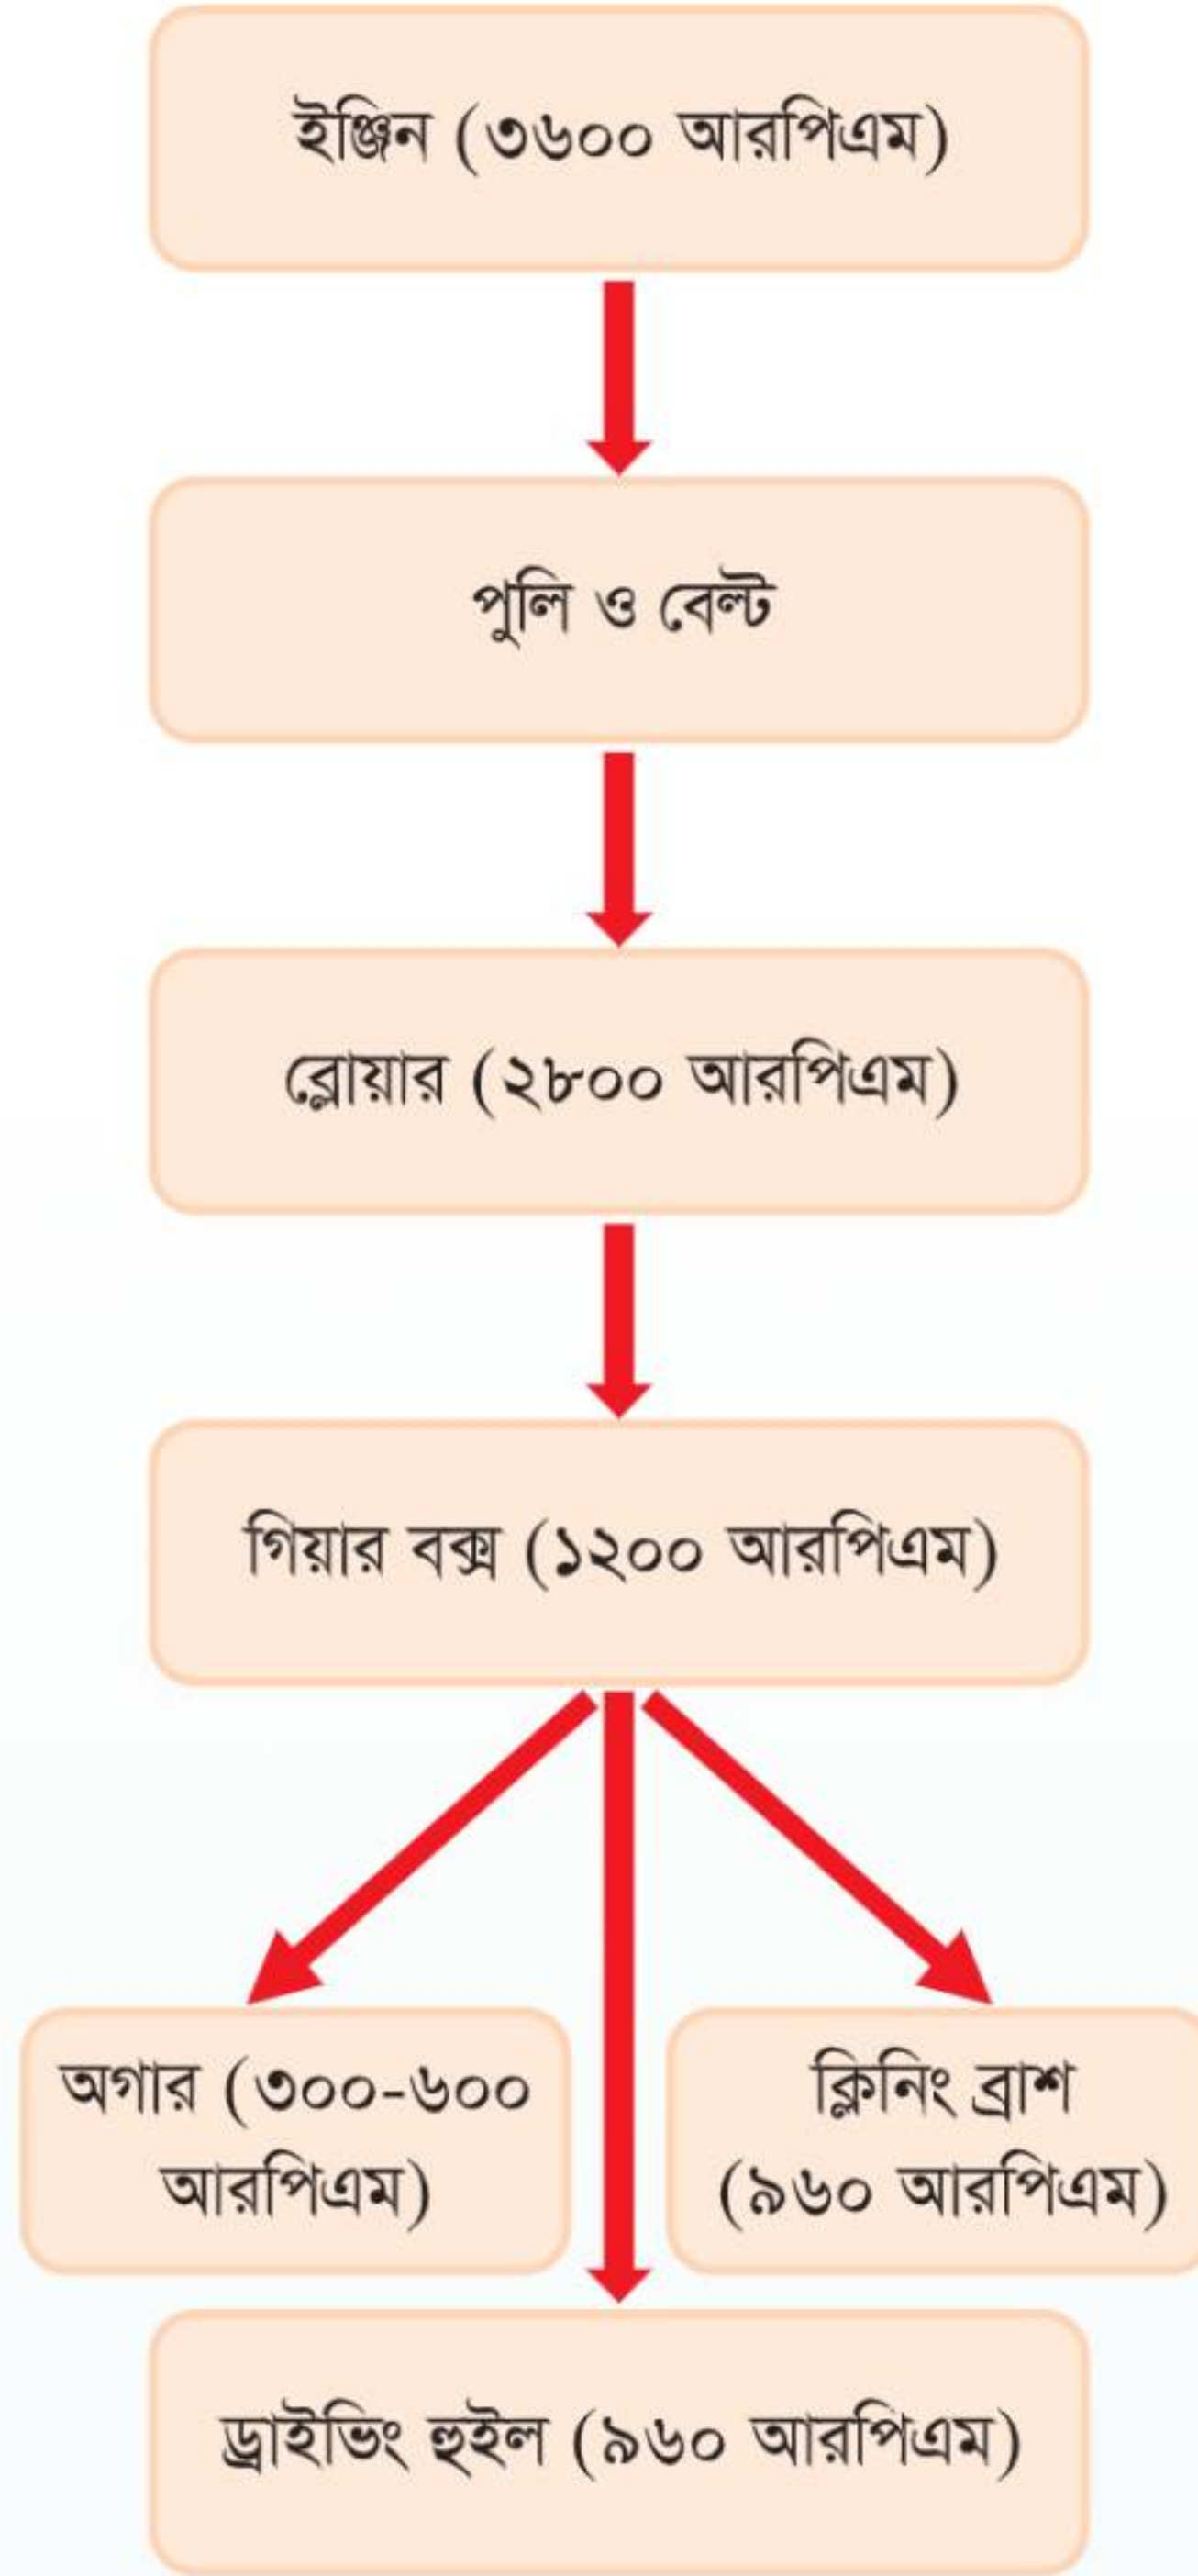 ইঞ্জিন (৩৬০০ আরপিএম)
পুলি ও বেল্ট
ব্লোয়ার (২৮০০ আরপিএম)
গিয়ার বক্স (১২০০ আরপিএম)
অগার (৩০০-৬০০
আরপিএম)
ক্লিনিং ব্রাশ
(৯৬০ আরপিএম)
ড্রাইভিং হুইল (৯৬০ আরপিএম)